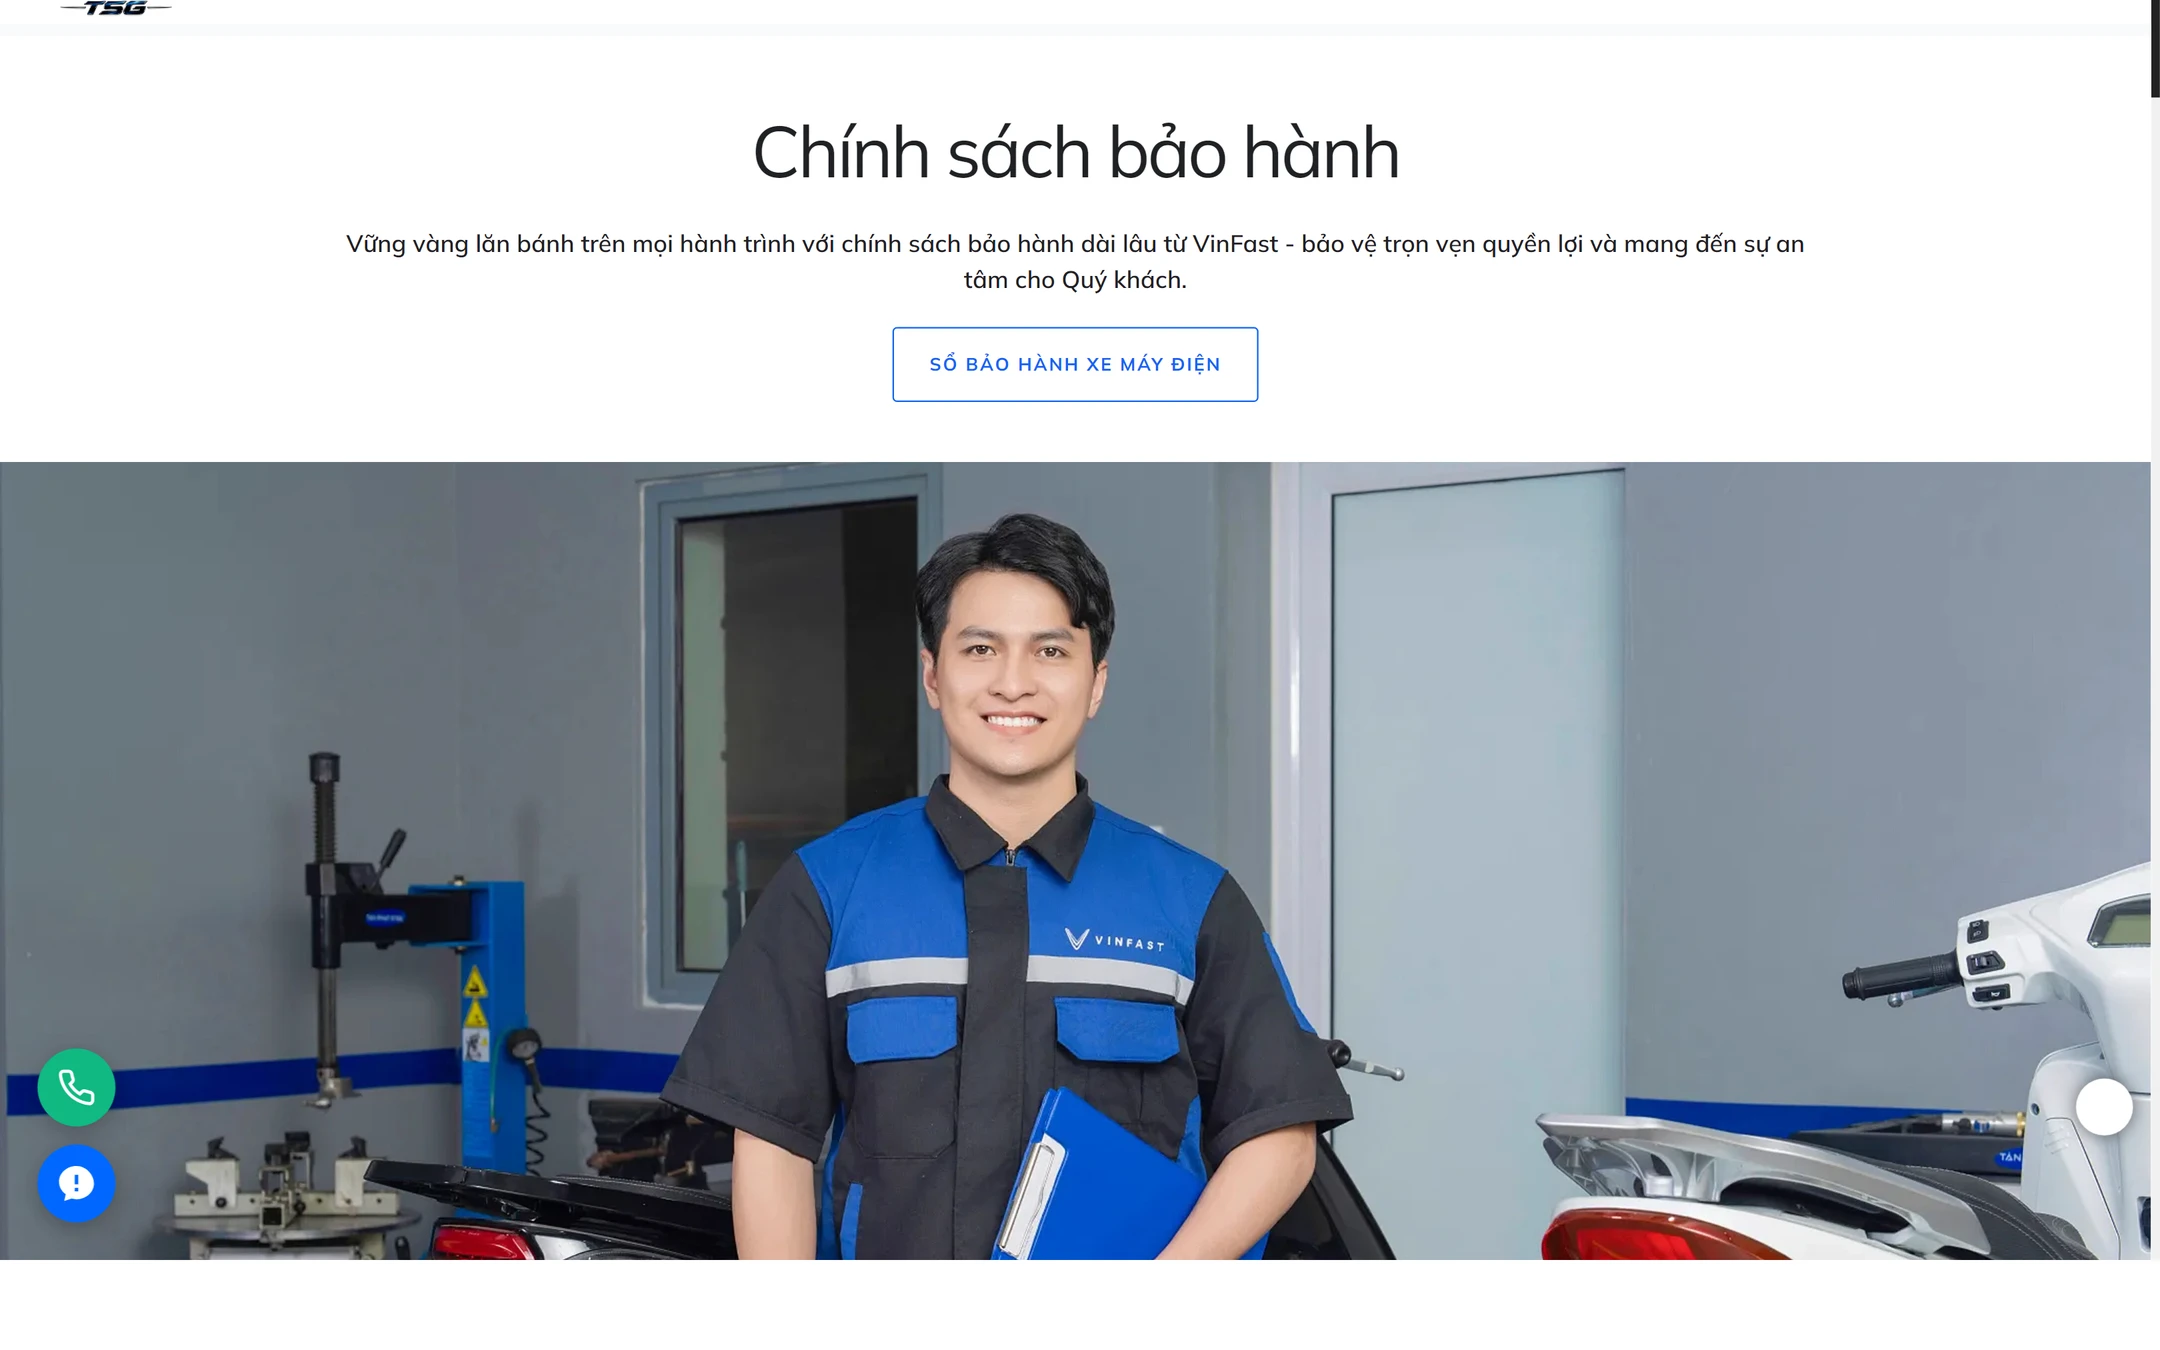 TSG
Chính sách bảo hành
Vững vàng lăn bánh trên mọi hành trình với chính sách bảo hành dài lâu từ VinFast - bảo vệ trọn vẹn quyền lợi và mang đến sự an
tâm cho Quý khách.
SỔ BẢO HÀNH XE MÁY ĐIỆN
VINFAST
TÂN